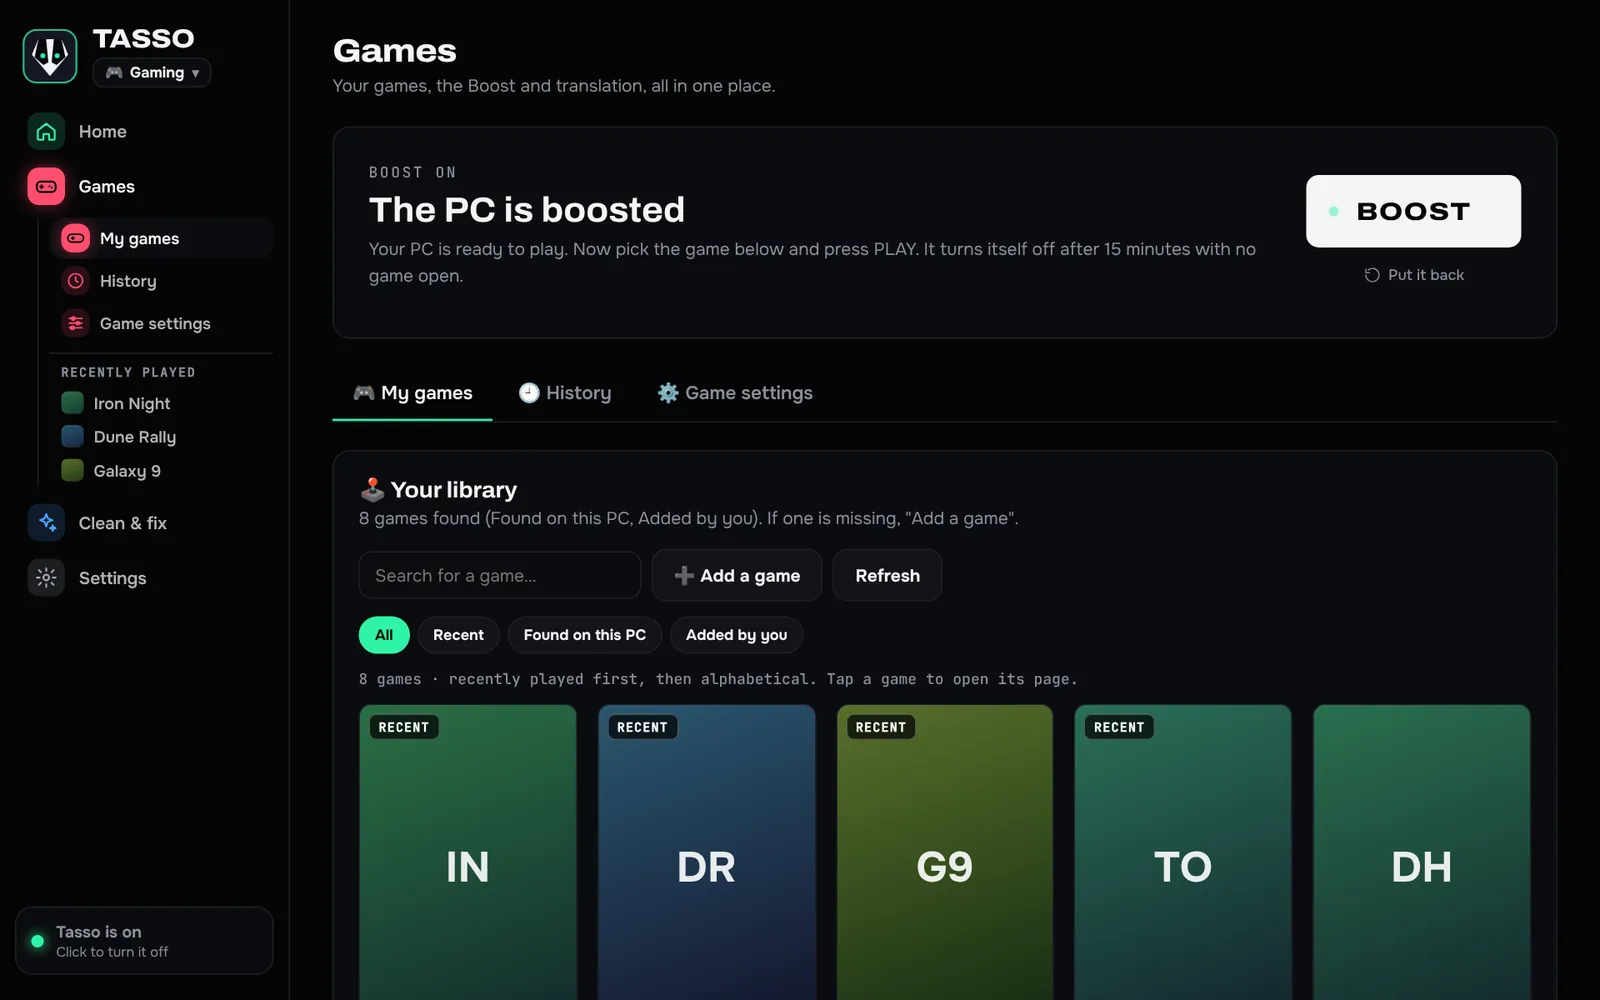 TASSO
🎮 Gaming ▾
Home
Games
My games
History
Game settings
RECENTLY PLAYED
Iron Night
Dune Rally
Galaxy 9
Clean & fix
Settings
Tasso is on
Click to turn it off
Games
Your games, the Boost and translation, all in one place.
BOOST ON
The PC is boosted
Your PC is ready to play. Now pick the game below and press PLAY. It turns itself off after 15 minutes with no
game open.
BOOST
Put it back
🎮 My games
🕘 History
⚙️ Game settings
🕹️ Your library
8 games found (Found on this PC, Added by you). If one is missing, "Add a game".
Search for a game...
➕ Add a game
Refresh
All
Recent
Found on this PC
Added by you
8 games · recently played first, then alphabetical. Tap a game to open its page.
RECENT
RECENT
RECENT
RECENT
IN
DR
G9
TO
DH